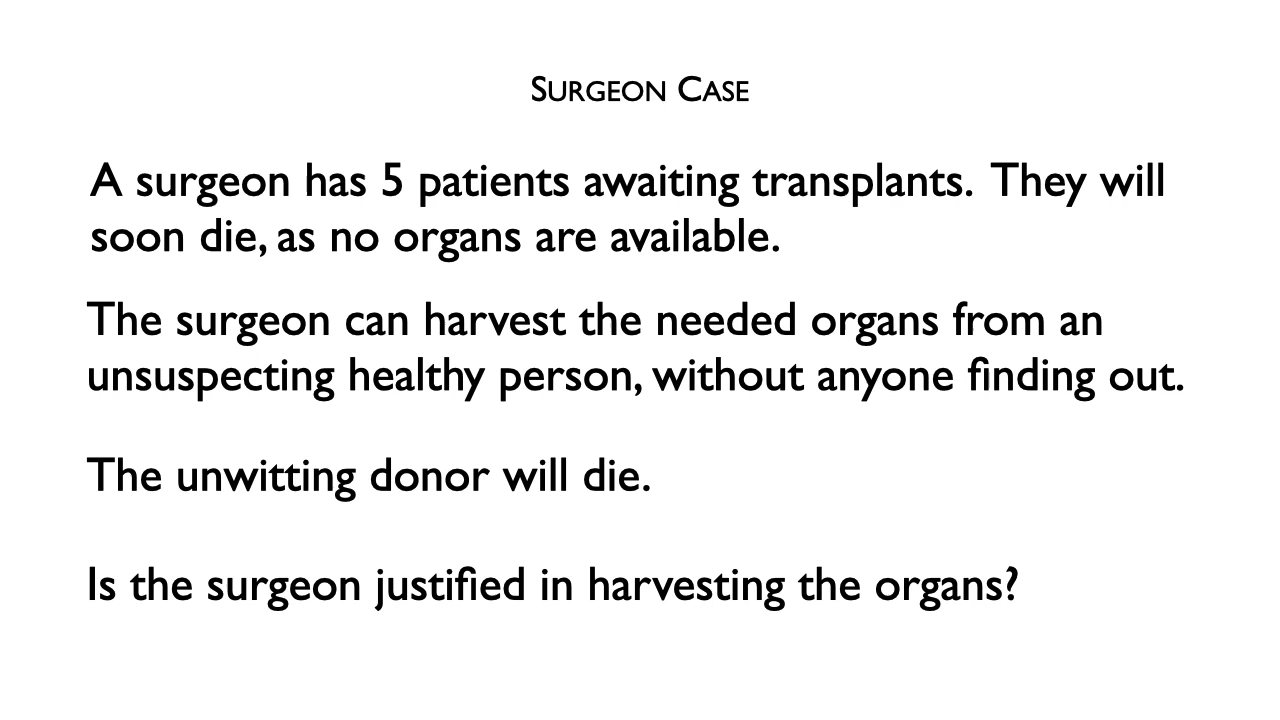 Surgeon Case
A surgeon has 5 patients awaiting transplants. They will
soon die, as no organs are available.
The surgeon can harvest the needed organs from an
unsuspecting healthy person, without anyone finding out.
The unwitting donor will die.
Is the surgeon justified in harvesting the organs?